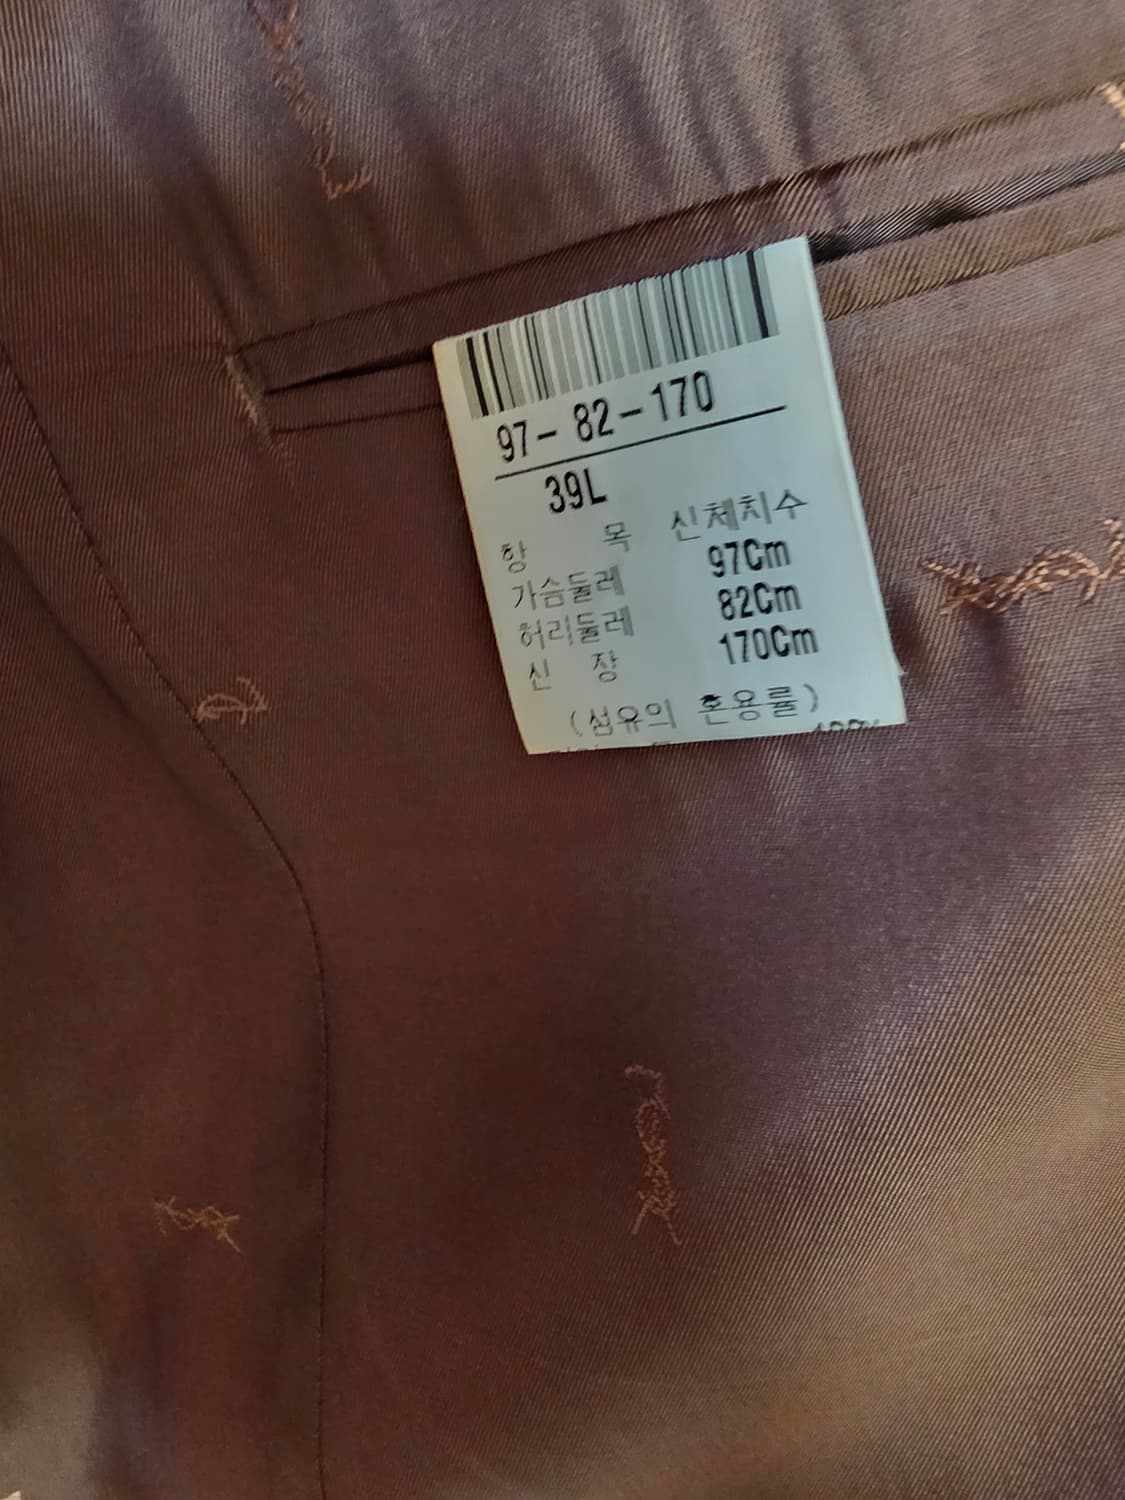 97- 82-170
39L
항 목 신체치수
가슴둘레 97Cm
허리둘레 82Cm
신 장 170Cm
(섬유의 혼용률)